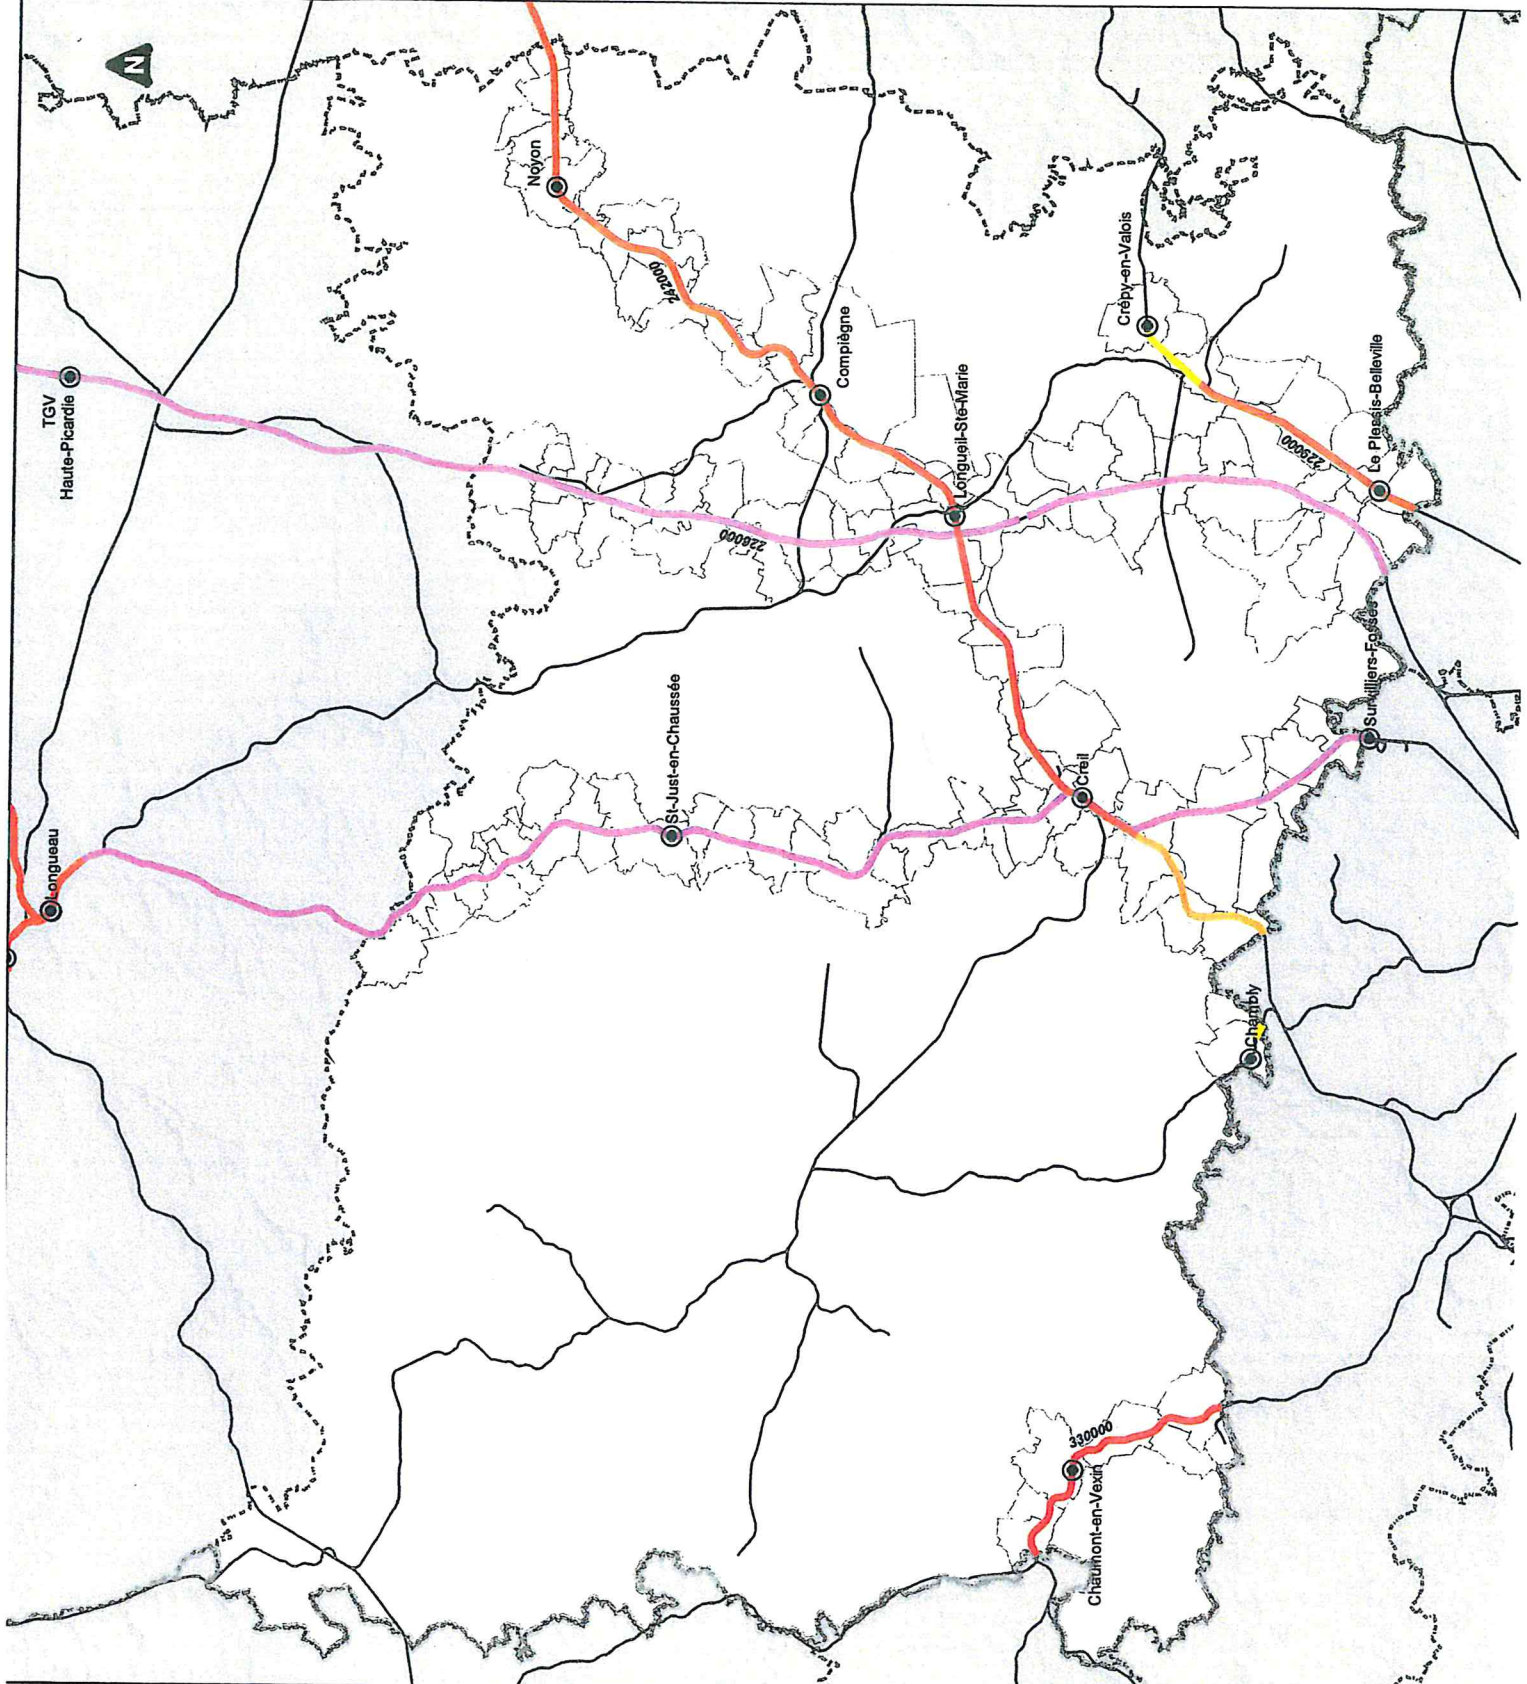 N
TGV
Haute-Picardie
Noyon
242000
Compiègne
Longueil-Ste-Marie
Crépy-en-Valois
Le Plessis-Belleville
229000
226000
Longueau
St-Just-en-Chaussée
Creil
Survilliers-Fosses
Chambly
Chaumont-en-Vexin
330000